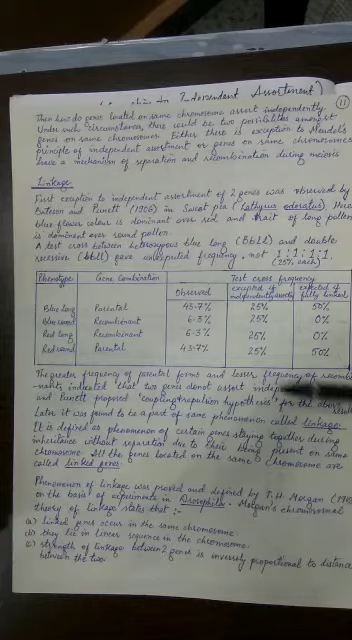 Independent Assortment)
(11)
Then how do genes located on same chromosome assort independently.
Under such circumstances there would be two possibilities amongst
genes on same chromosomes. Either there is exception to Mendel's
principle of independent assortment or genes on same chromosomes
have a mechanism of separation and recombination during meiosis
Linkage
First exception to independent assortment of 2 genes was observed by
Bateson and Punett (1906) in Sweat pea (Lathyrus odoratus). Here
blue flower colour is dominant over red and trait of long pollen
is dominant over round pollen.
A test cross between heterozygous blue long (BbLl) and double
recessive (bbll) gave unexpected frequency, not 1:1:1:1.
(25% each)
Phenotype Gene Combination Test cross frequency
Observed expected if independently assort expected if fully linked
Blue long Parental 43.7% 25% 50%
Blue round Recombinant 6.3% 25% 0%
Red long Recombinant 6.3% 25% 0%
Red round Parental 43.7% 25% 50%
The greater frequency of parental forms and lesser frequency of recombi
-nants indicated that two genes donot assort indep
and Punett proposed 'coupling & repulsion hypothesis' for the above
Later it was found to be a part of same phenomenon called linkage.
It is defined as phenomenon of certain genes staying together during
inheritance without separation due to their being present on same
chromosome. All the genes located on the same chromosome are
called linked genes.
Phenomenon of linkage was proved and defined by T.H. Morgan
on the basis of experiments in Drosophila. Morgan's chromosomal
theory of linkage states that :-
(a) linked genes occur in the same chromosome.
(b) they lie in linear sequence in the chromosome.
(c) strength of linkage between 2 genes is inversely proportional to distance
between the two.